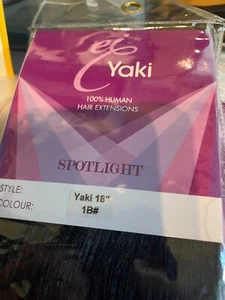 Yaki
100% HUMAN
HAIR EXTENSIONS
SPOTLIGHT
STYLE: Yaki 18"
COLOUR: 1B#